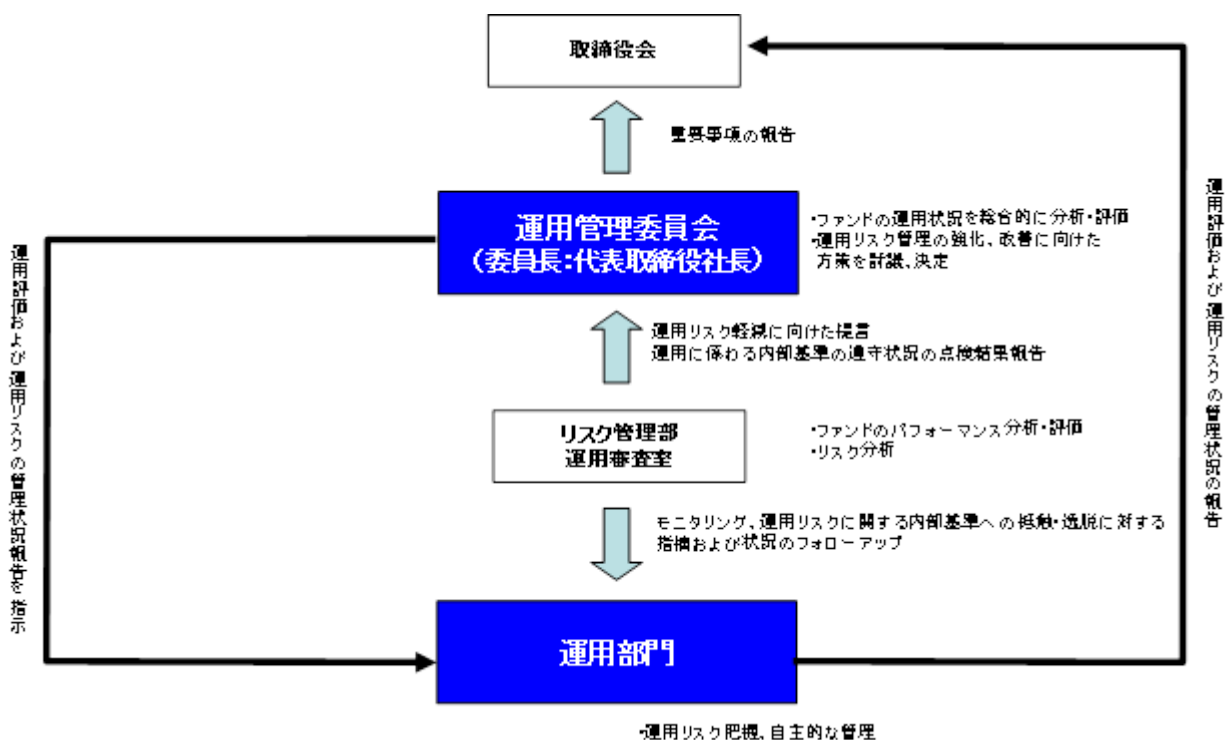 取締役会
重要事項の報告
運用管理委員会
（委員長：代表取締役社長）
・ファンドの運用状況を総合的に分析・評価
・運用リスク管理の強化、改善に向けた
方策を討議、決定
運用リスク軽減に向けた提言
運用に係わる内部基準の遵守状況の点検結果報告
リスク管理部
運用審査室
・ファンドのパフォーマンス分析・評価
・リスク分析
モニタリング、運用リスクに関する内部基準への抵触・逸脱に対する
指摘および状況のフォローアップ
運用部門
・運用リスク把握、自主的な管理
運用評価および運用リスクの管理状況報告を指示
運用評価および運用リスクの管理状況の報告